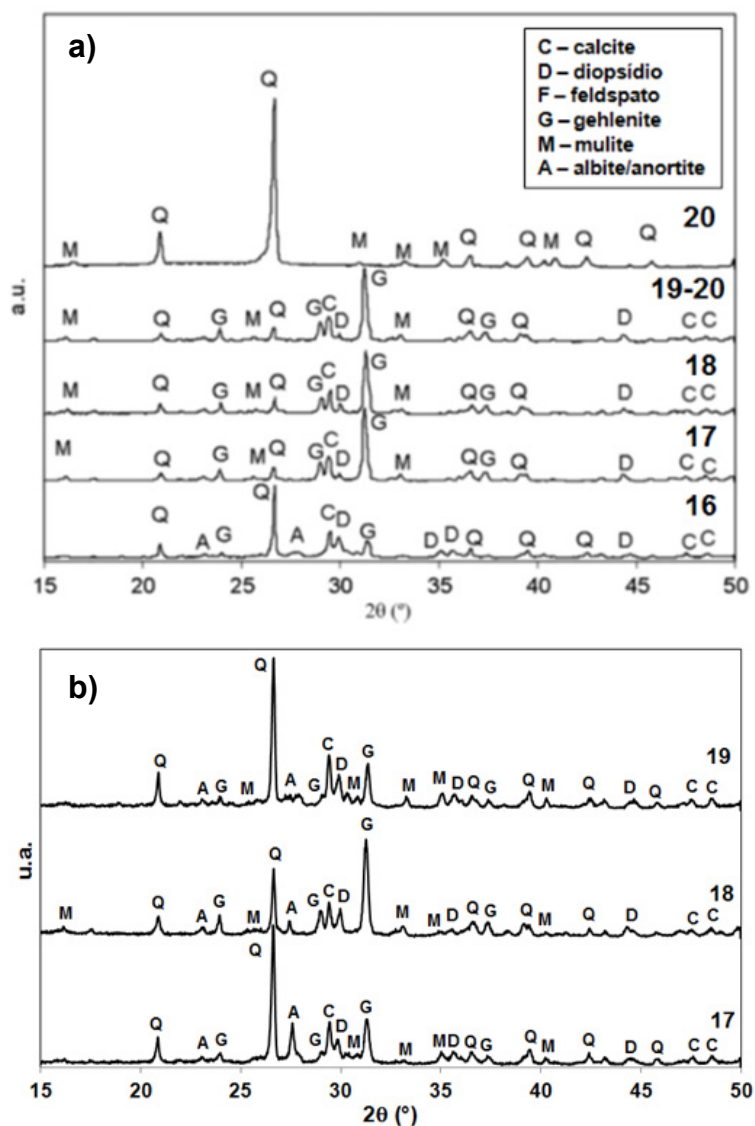 a)
C – calcite
D – diopsídio
F – feldspato
G – gehlenite
M – mulite
A – albite/anortite
20
M Q Q M M M Q Q M Q Q
19-20
M Q G M Q G C D G M Q G Q D C C
18
M Q G M Q G C D G M Q G Q D C C
17
M Q G M Q G C D G M Q G Q D C C
16
Q A G Q A C D G D D Q Q Q D C C
a.u.
15 20 25 30 35 40 45 50
2θ (°)
b)
19
Q A G M Q A G C D M G M M D Q G Q M Q D Q C C
18
M Q A G M Q A G C D G M M D Q G Q M Q D C C
17
Q A G Q A G C D M G M M D Q G Q M Q D Q C C
u.a.
15 20 25 30 35 40 45 50
2θ (°)